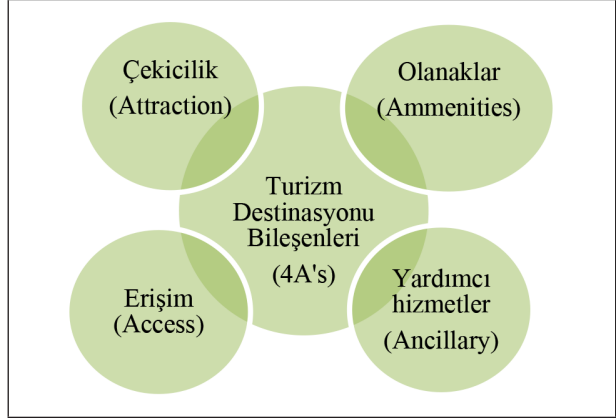 Çekicilik
(Attraction)
Olanaklar
(Ammenities)
Turizm
Destinasyonu
Bileşenleri
(4A's)
Erişim
(Access)
Yardımcı
hizmetler
(Ancillary)